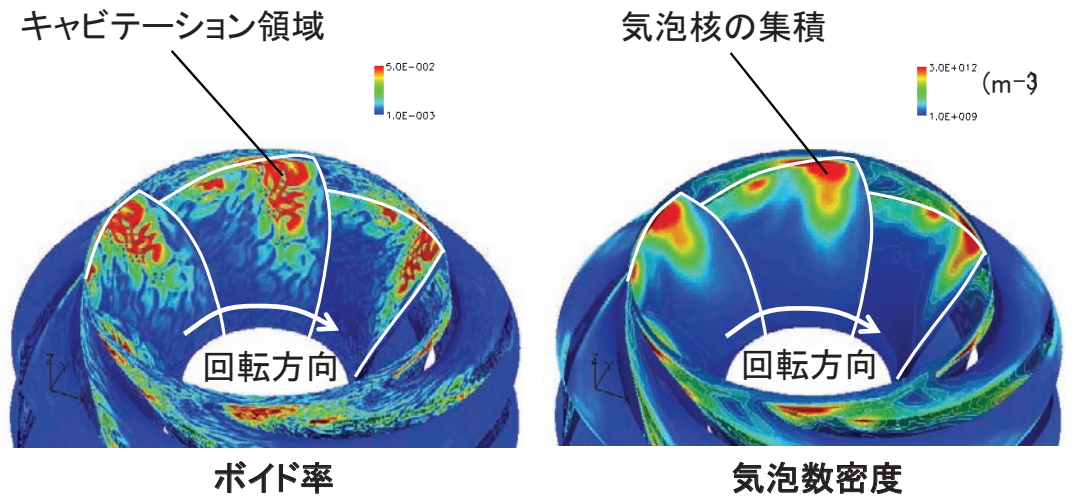 キャビテーション領域
気泡核の集積
5.0E-002
1.0E-003
3.0E+012
(m-3)
1.0E+009
回転方向
回転方向
Z
Y
Z
Y
ボイド率
気泡数密度